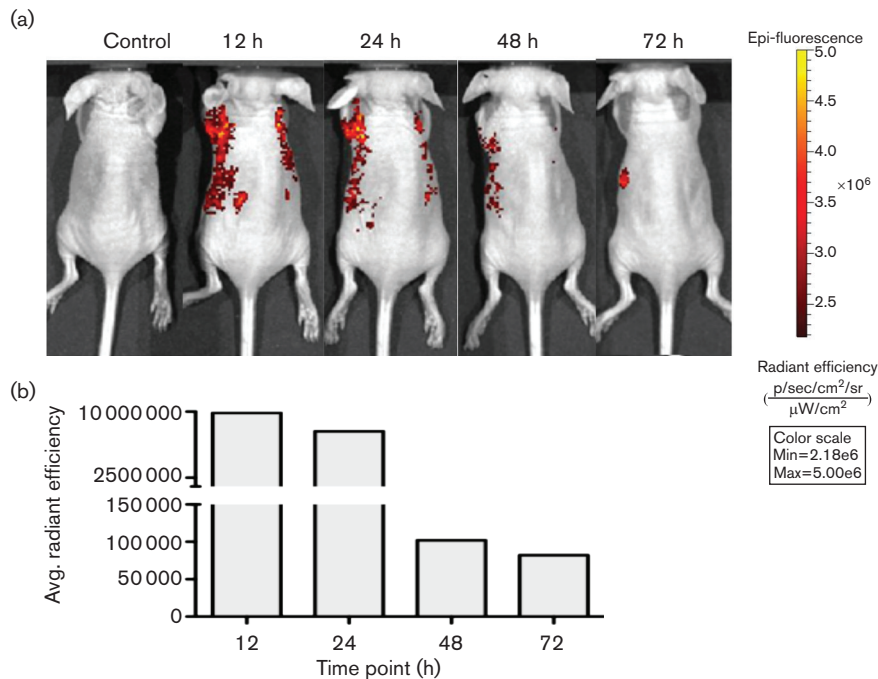 (a)
Control 12 h 24 h 48 h 72 h
Epi-fluorescence
5.0
4.5
4.0
×10⁶
3.5
3.0
2.5
Radiant efficiency
(p/sec/cm²/sr
μW/cm²)
Color scale
Min=2.18e6
Max=5.00e6
(b)
Avg. radiant efficiency
10 000 000
2500 000
150 000
100 000
50 000
0
12 24 48 72
Time point (h)